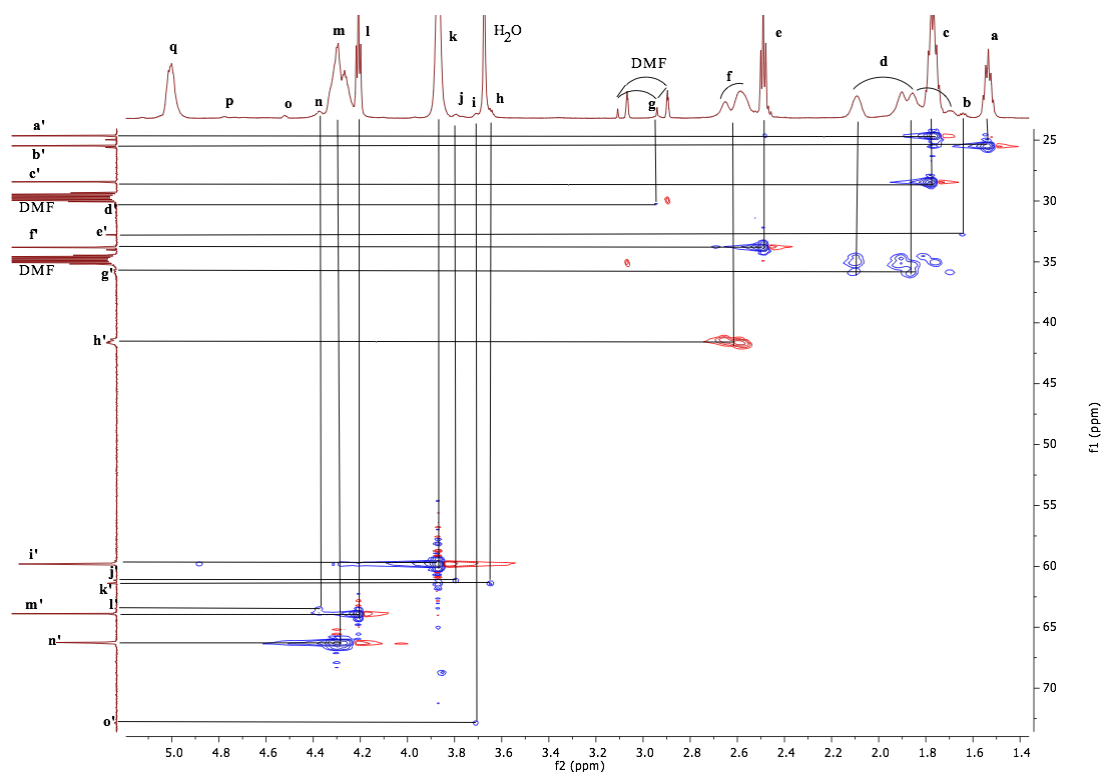 H₂O
m l
k e c a
q
DMF
d
f
p o n j i h g b
a'
25
b'
c'
30
DMF d'
f' e'
35
DMF
g'
40
h'
45
50
f1 (ppm)
55
i'
60
j'
k'
m' l'
65
n'
70
o'
5.0 4.8 4.6 4.4 4.2 4.0 3.8 3.6 3.4 3.2 3.0 2.8 2.6 2.4 2.2 2.0 1.8 1.6 1.4
f2 (ppm)